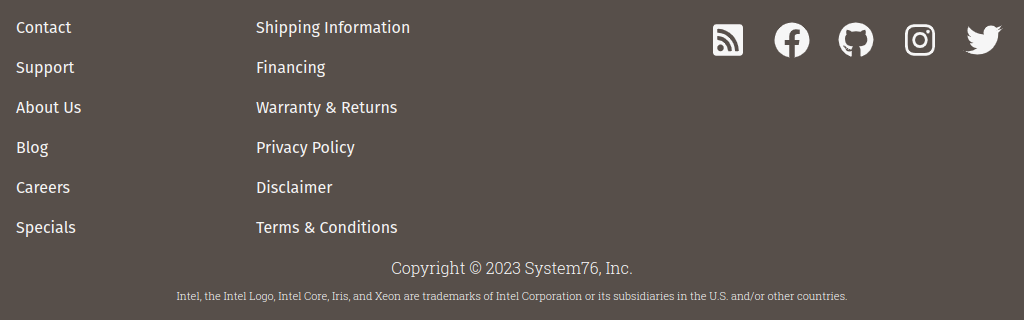 Contact
Support
About Us
Blog
Careers
Specials
Shipping Information
Financing
Warranty & Returns
Privacy Policy
Disclaimer
Terms & Conditions
Copyright © 2023 System76, Inc.
Intel, the Intel Logo, Intel Core, Iris, and Xeon are trademarks of Intel Corporation or its subsidiaries in the U.S. and/or other countries.